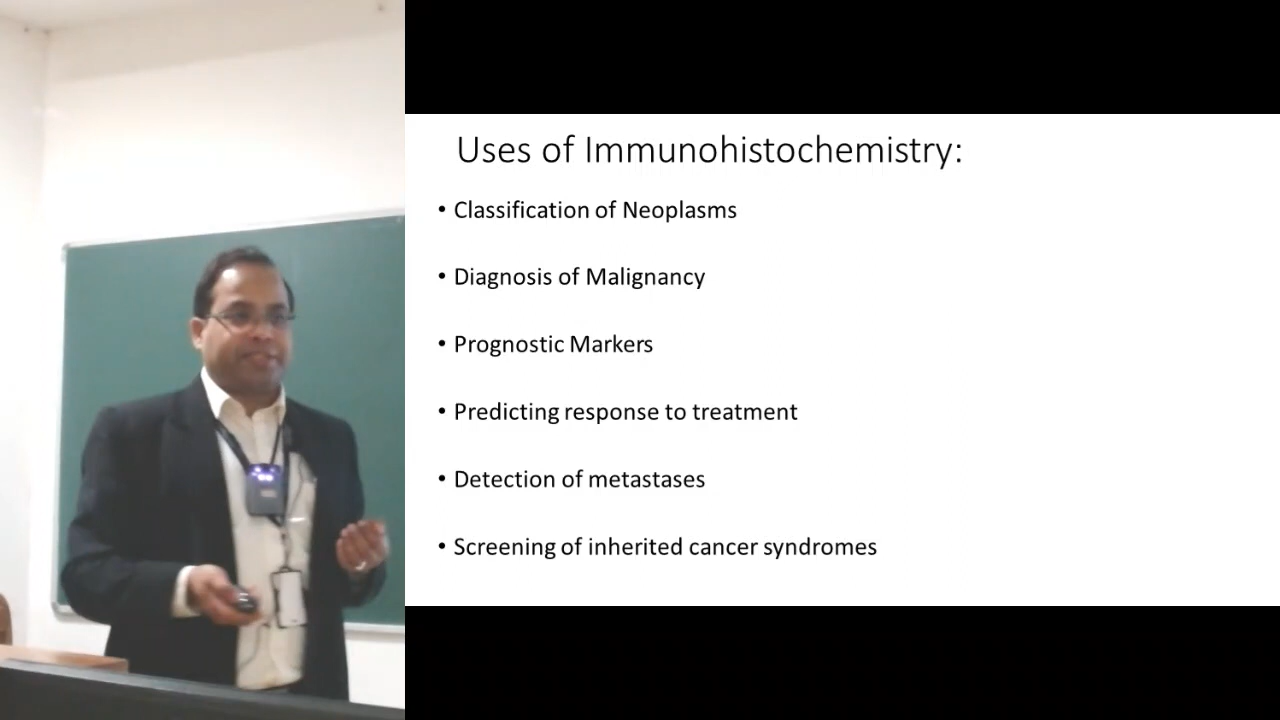 Uses of Immunohistochemistry:
• Classification of Neoplasms
• Diagnosis of Malignancy
• Prognostic Markers
• Predicting response to treatment
• Detection of metastases
• Screening of inherited cancer syndromes